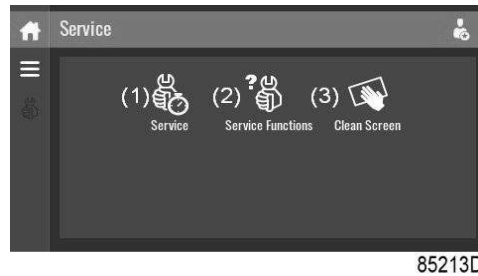 Service
(1) (2) ? (3)
Service Service Functions Clean Screen
85213D